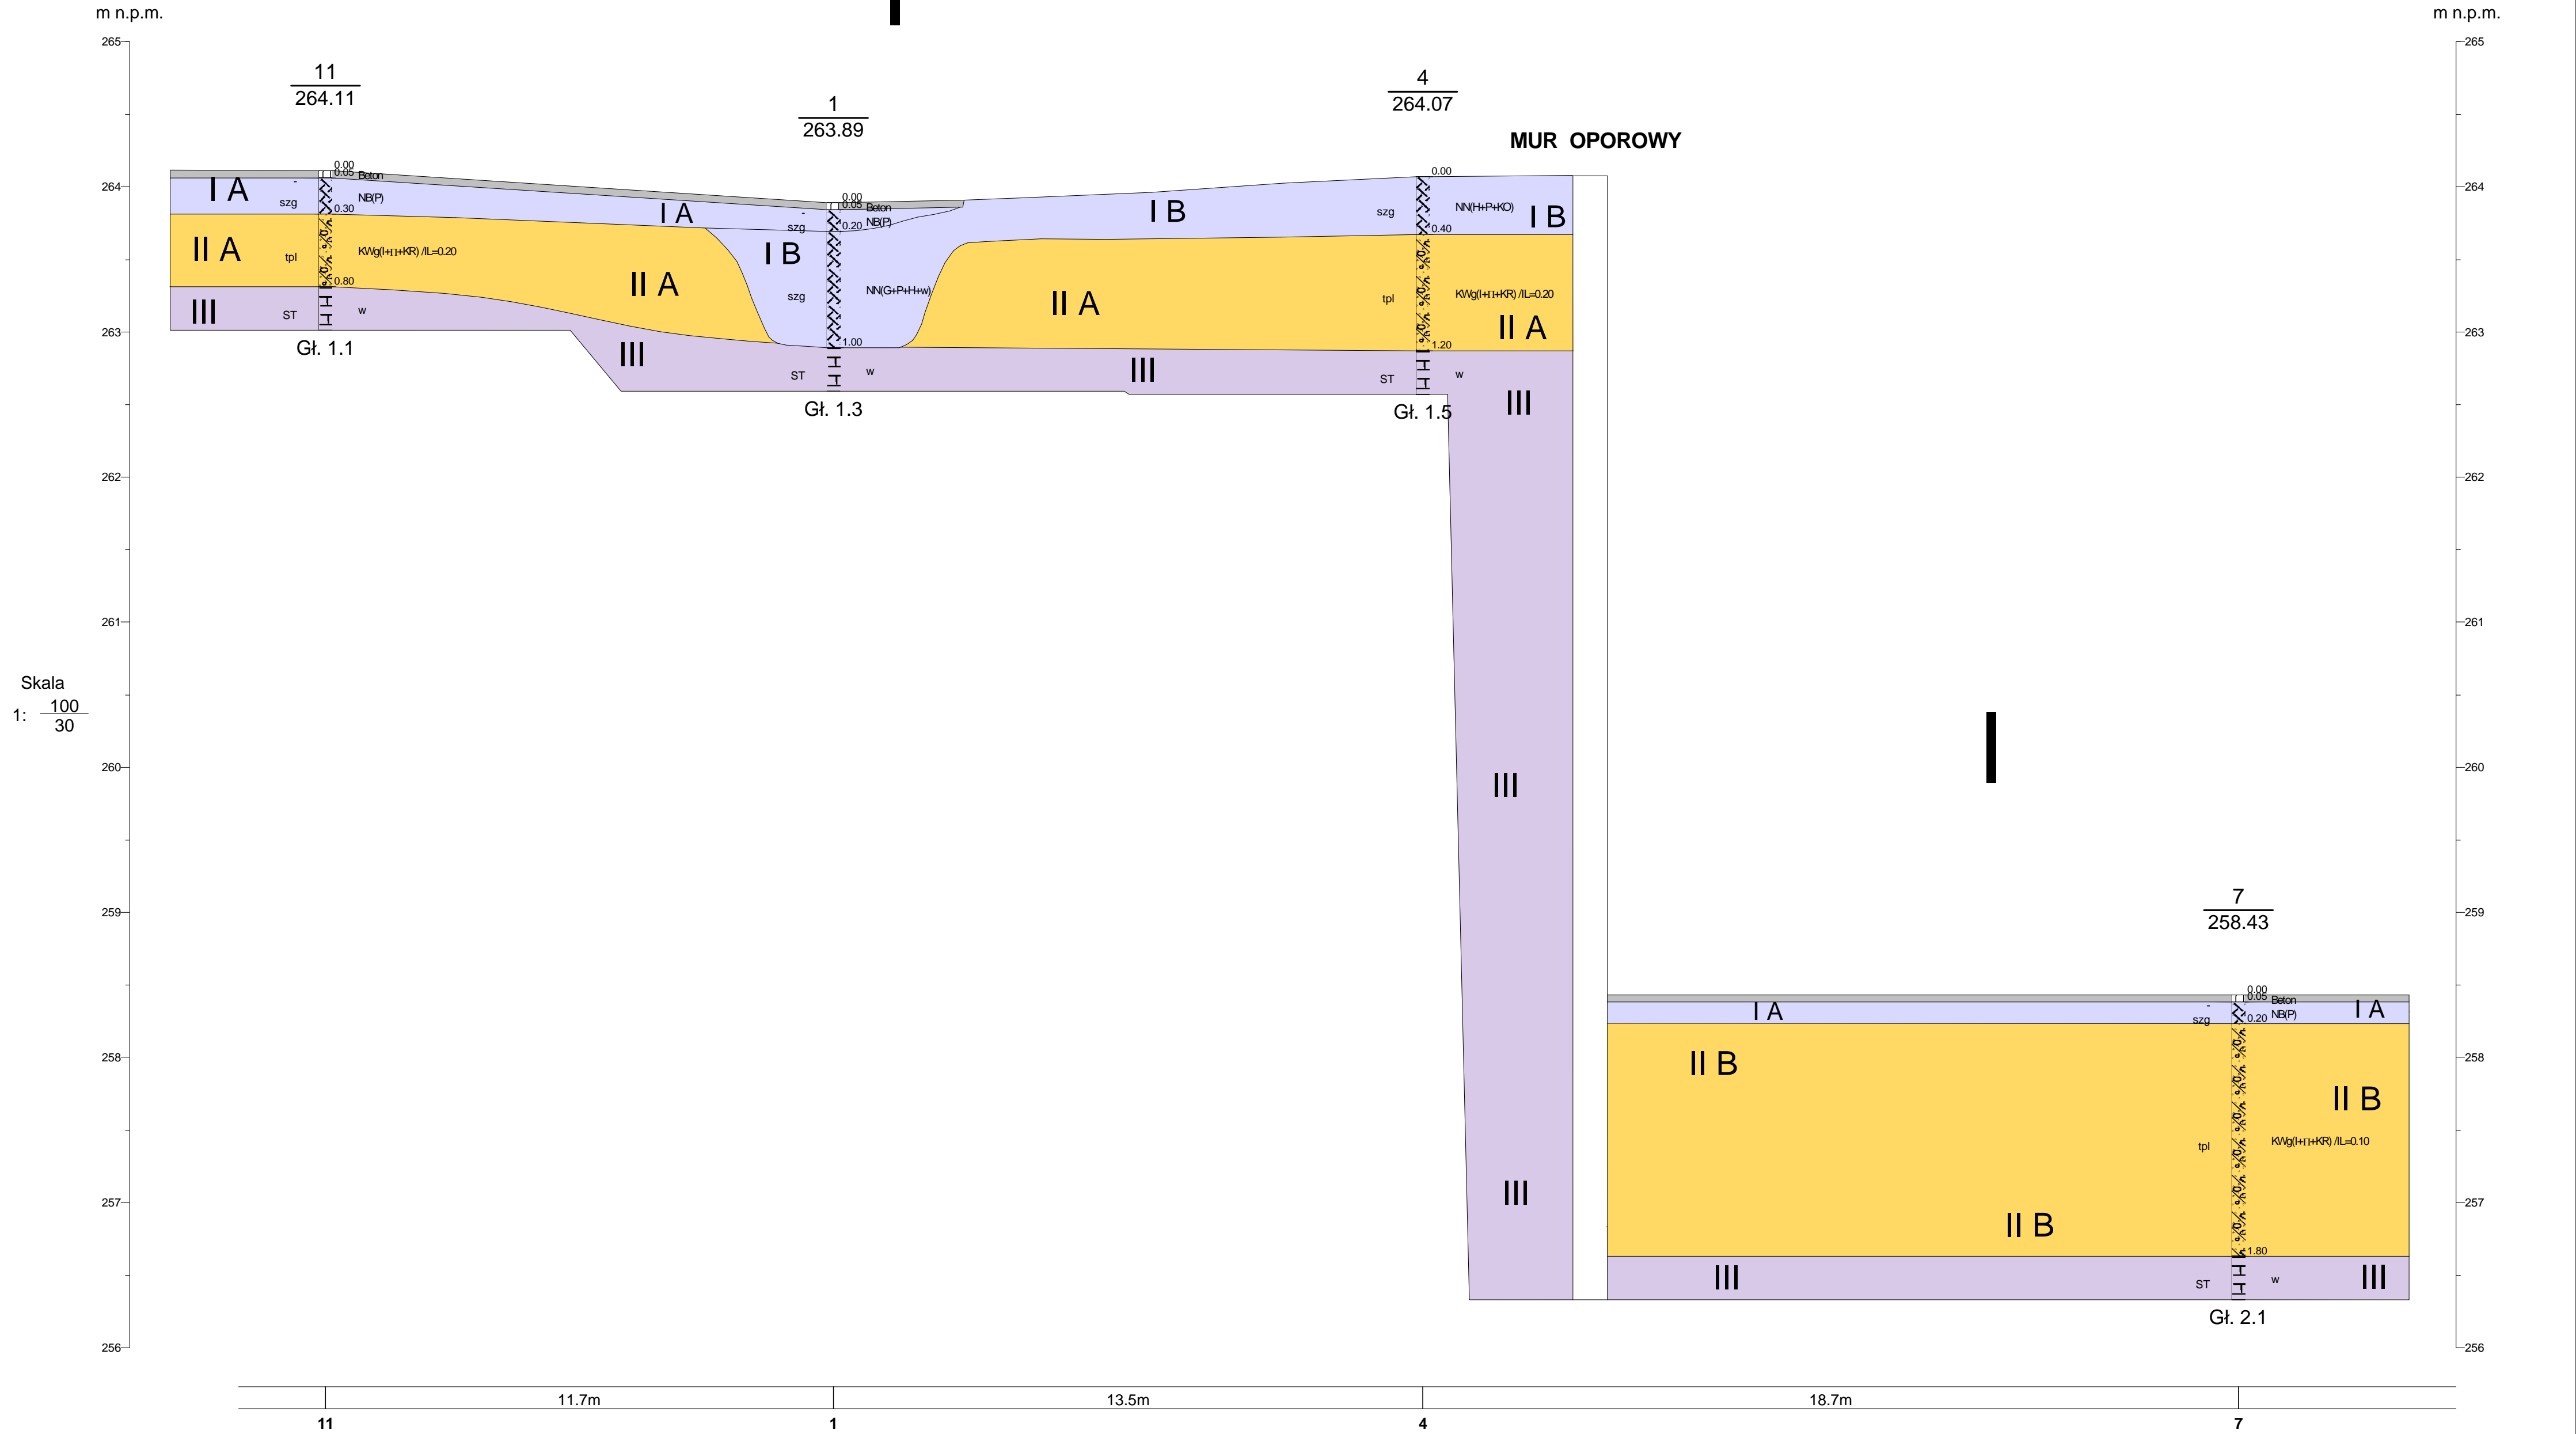 m n.p.m.
I
m n.p.m.
265
265
11
264.11
1
263.89
4
264.07
MUR OPOROWY
264
264
0.00
0.05
Beton
-
I A
szg
NB(P)
0.30
II A
tpl
KWg(I+Π+KR) /IL=0.20
0.80
III
ST
w
Gł. 1.1
I A
II A
III
0.00
0.05
Beton
-
szg
NB(P)
0.20
I B
szg
NN(G+P+H+w)
1.00
ST
w
Gł. 1.3
I B
II A
III
0.00
szg
NN(H+P+KO)
I B
0.40
tpl
KWg(I+Π+KR) /IL=0.20
II A
1.20
ST
w
III
Gł. 1.5
263
263
262
262
261
261
Skala
1: 100
30
260
260
III
I
259
259
7
258.43
0.00
0.05
Beton
-
I A
szg
NB(P)
I A
0.20
258
258
II B
II B
tpl
KWg(I+Π+KR) /IL=0.10
257
257
III
II B
1.80
III
ST
w
III
Gł. 2.1
256
256
11.7m
13.5m
18.7m
11
1
4
7